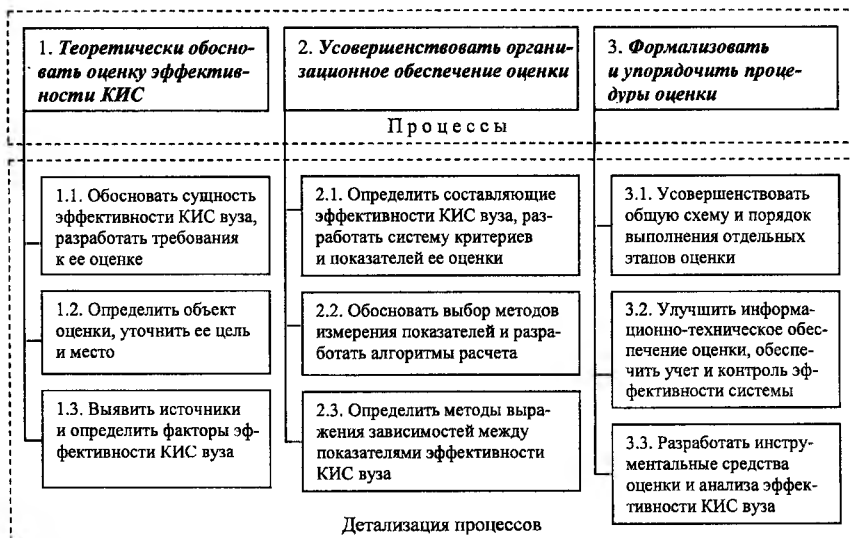 1. Теоретически обосно-
вать оценку эффектив-
ности КИС
2. Усовершенствовать органи-
зационное обеспечение оценки
3. Формализовать
и упорядочить проце-
дуры оценки
Процессы
1.1. Обосновать сущность
эффективности КИС вуза,
разработать требования
к ее оценке
1.2. Определить объект
оценки, уточнить ее цель
и место
1.3. Выявить источники
и определить факторы эф-
фективности КИС вуза
2.1. Определить составляющие
эффективности КИС вуза, раз-
работать систему критериев
и показателей ее оценки
2.2. Обосновать выбор методов
измерения показателей и разра-
ботать алгоритмы расчета
2.3. Определить методы выра-
жения зависимостей между
показателями эффективности
КИС вуза
3.1. Усовершенствовать
общую схему и порядок
выполнения отдельных
этапов оценки
3.2. Улучшить информа-
ционно-техническое обес-
печение оценки, обеспе-
чить учет и контроль эф-
фективности системы
3.3. Разработать инстру-
ментальные средства
оценки и анализа эффек-
тивности КИС вуза
Детализация процессов